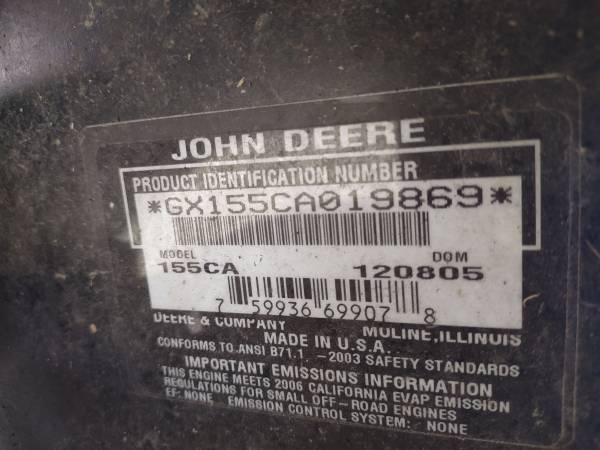 JOHN DEERE
PRODUCT IDENTIFICATION NUMBER
*GX155CA019869*
MODEL DOM
155CA 120805
7 59936 69907 8
DEERE & COMPANY MOLINE, ILLINOIS
MADE IN U.S.A.
CONFORMS TO ANSI B71.1 - 2003 SAFETY STANDARDS
IMPORTANT EMISSIONS INFORMATION
THIS ENGINE MEETS 2006 CALIFORNIA EVAP EMISSION
REGULATIONS FOR SMALL OFF-ROAD ENGINES
EF: NONE EMISSION CONTROL SYSTEM: NONE